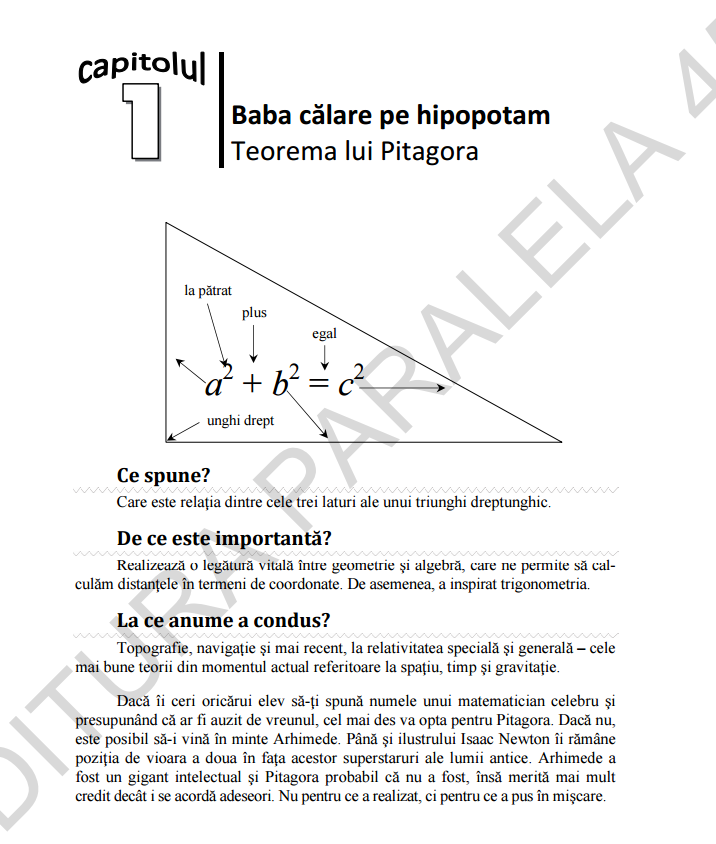 capitolul
1
Baba călare pe hipopotam
Teorema lui Pitagora
la pătrat
plus
egal
a² + b² = c²
unghi drept
Ce spune?
Care este relaţia dintre cele trei laturi ale unui triunghi dreptunghic.
De ce este importantă?
Realizează o legătură vitală între geometrie şi algebră, care ne permite să cal-
culăm distanţele în termeni de coordonate. De asemenea, a inspirat trigonometria.
La ce anume a condus?
Topografie, navigaţie şi mai recent, la relativitatea specială şi generală – cele
mai bune teorii din momentul actual referitoare la spaţiu, timp şi gravitaţie.
Dacă îi ceri oricărui elev să-ţi spună numele unui matematician celebru şi
presupunând că ar fi auzit de vreunul, cel mai des va opta pentru Pitagora. Dacă nu,
este posibil să-i vină în minte Arhimede. Până şi ilustrului Isaac Newton îi rămâne
poziţia de vioara a doua în faţa acestor superstaruri ale lumii antice. Arhimede a
fost un gigant intelectual şi Pitagora probabil că nu a fost, însă merită mai mult
credit decât i se acordă adeseori. Nu pentru ce a realizat, ci pentru ce a pus în mişcare.
DITURA PARALELA 4